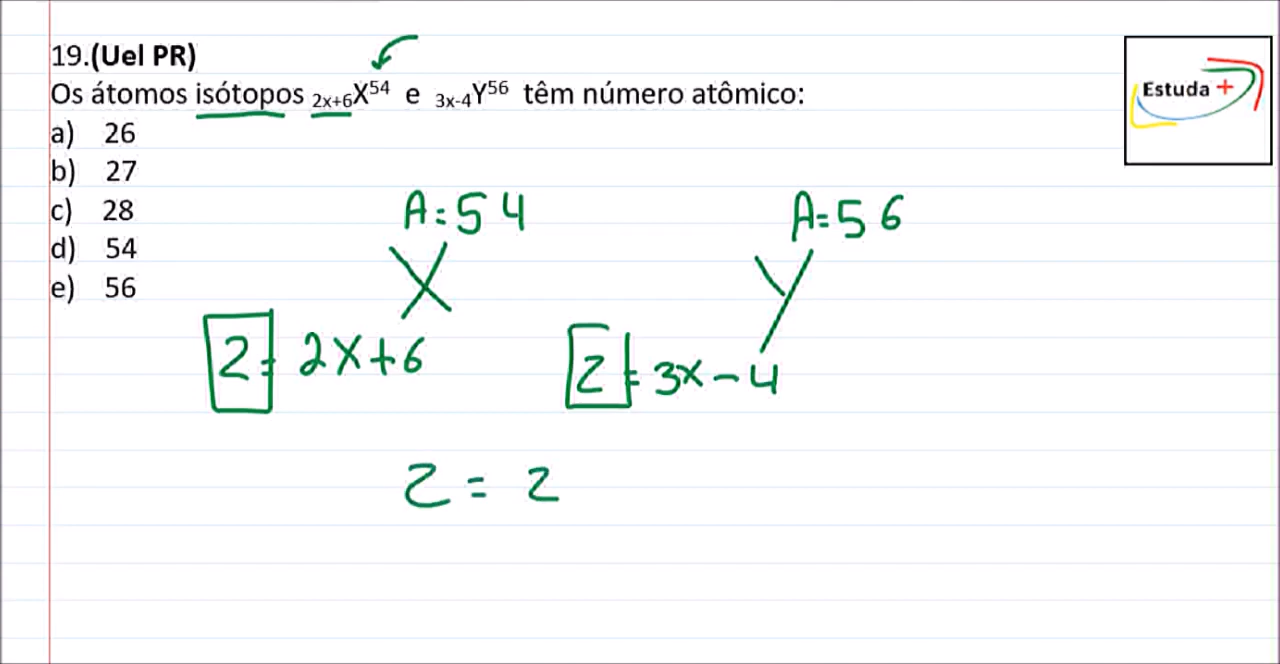 19.(Uel PR)
Os átomos isótopos 2x+6X54 e 3x-4Y56 têm número atômico:
a) 26
b) 27
c) 28
d) 54
e) 56
Estuda +
A=54
A=56
X
Y
Z= 2X+6
Z= 3x-4
Z = Z